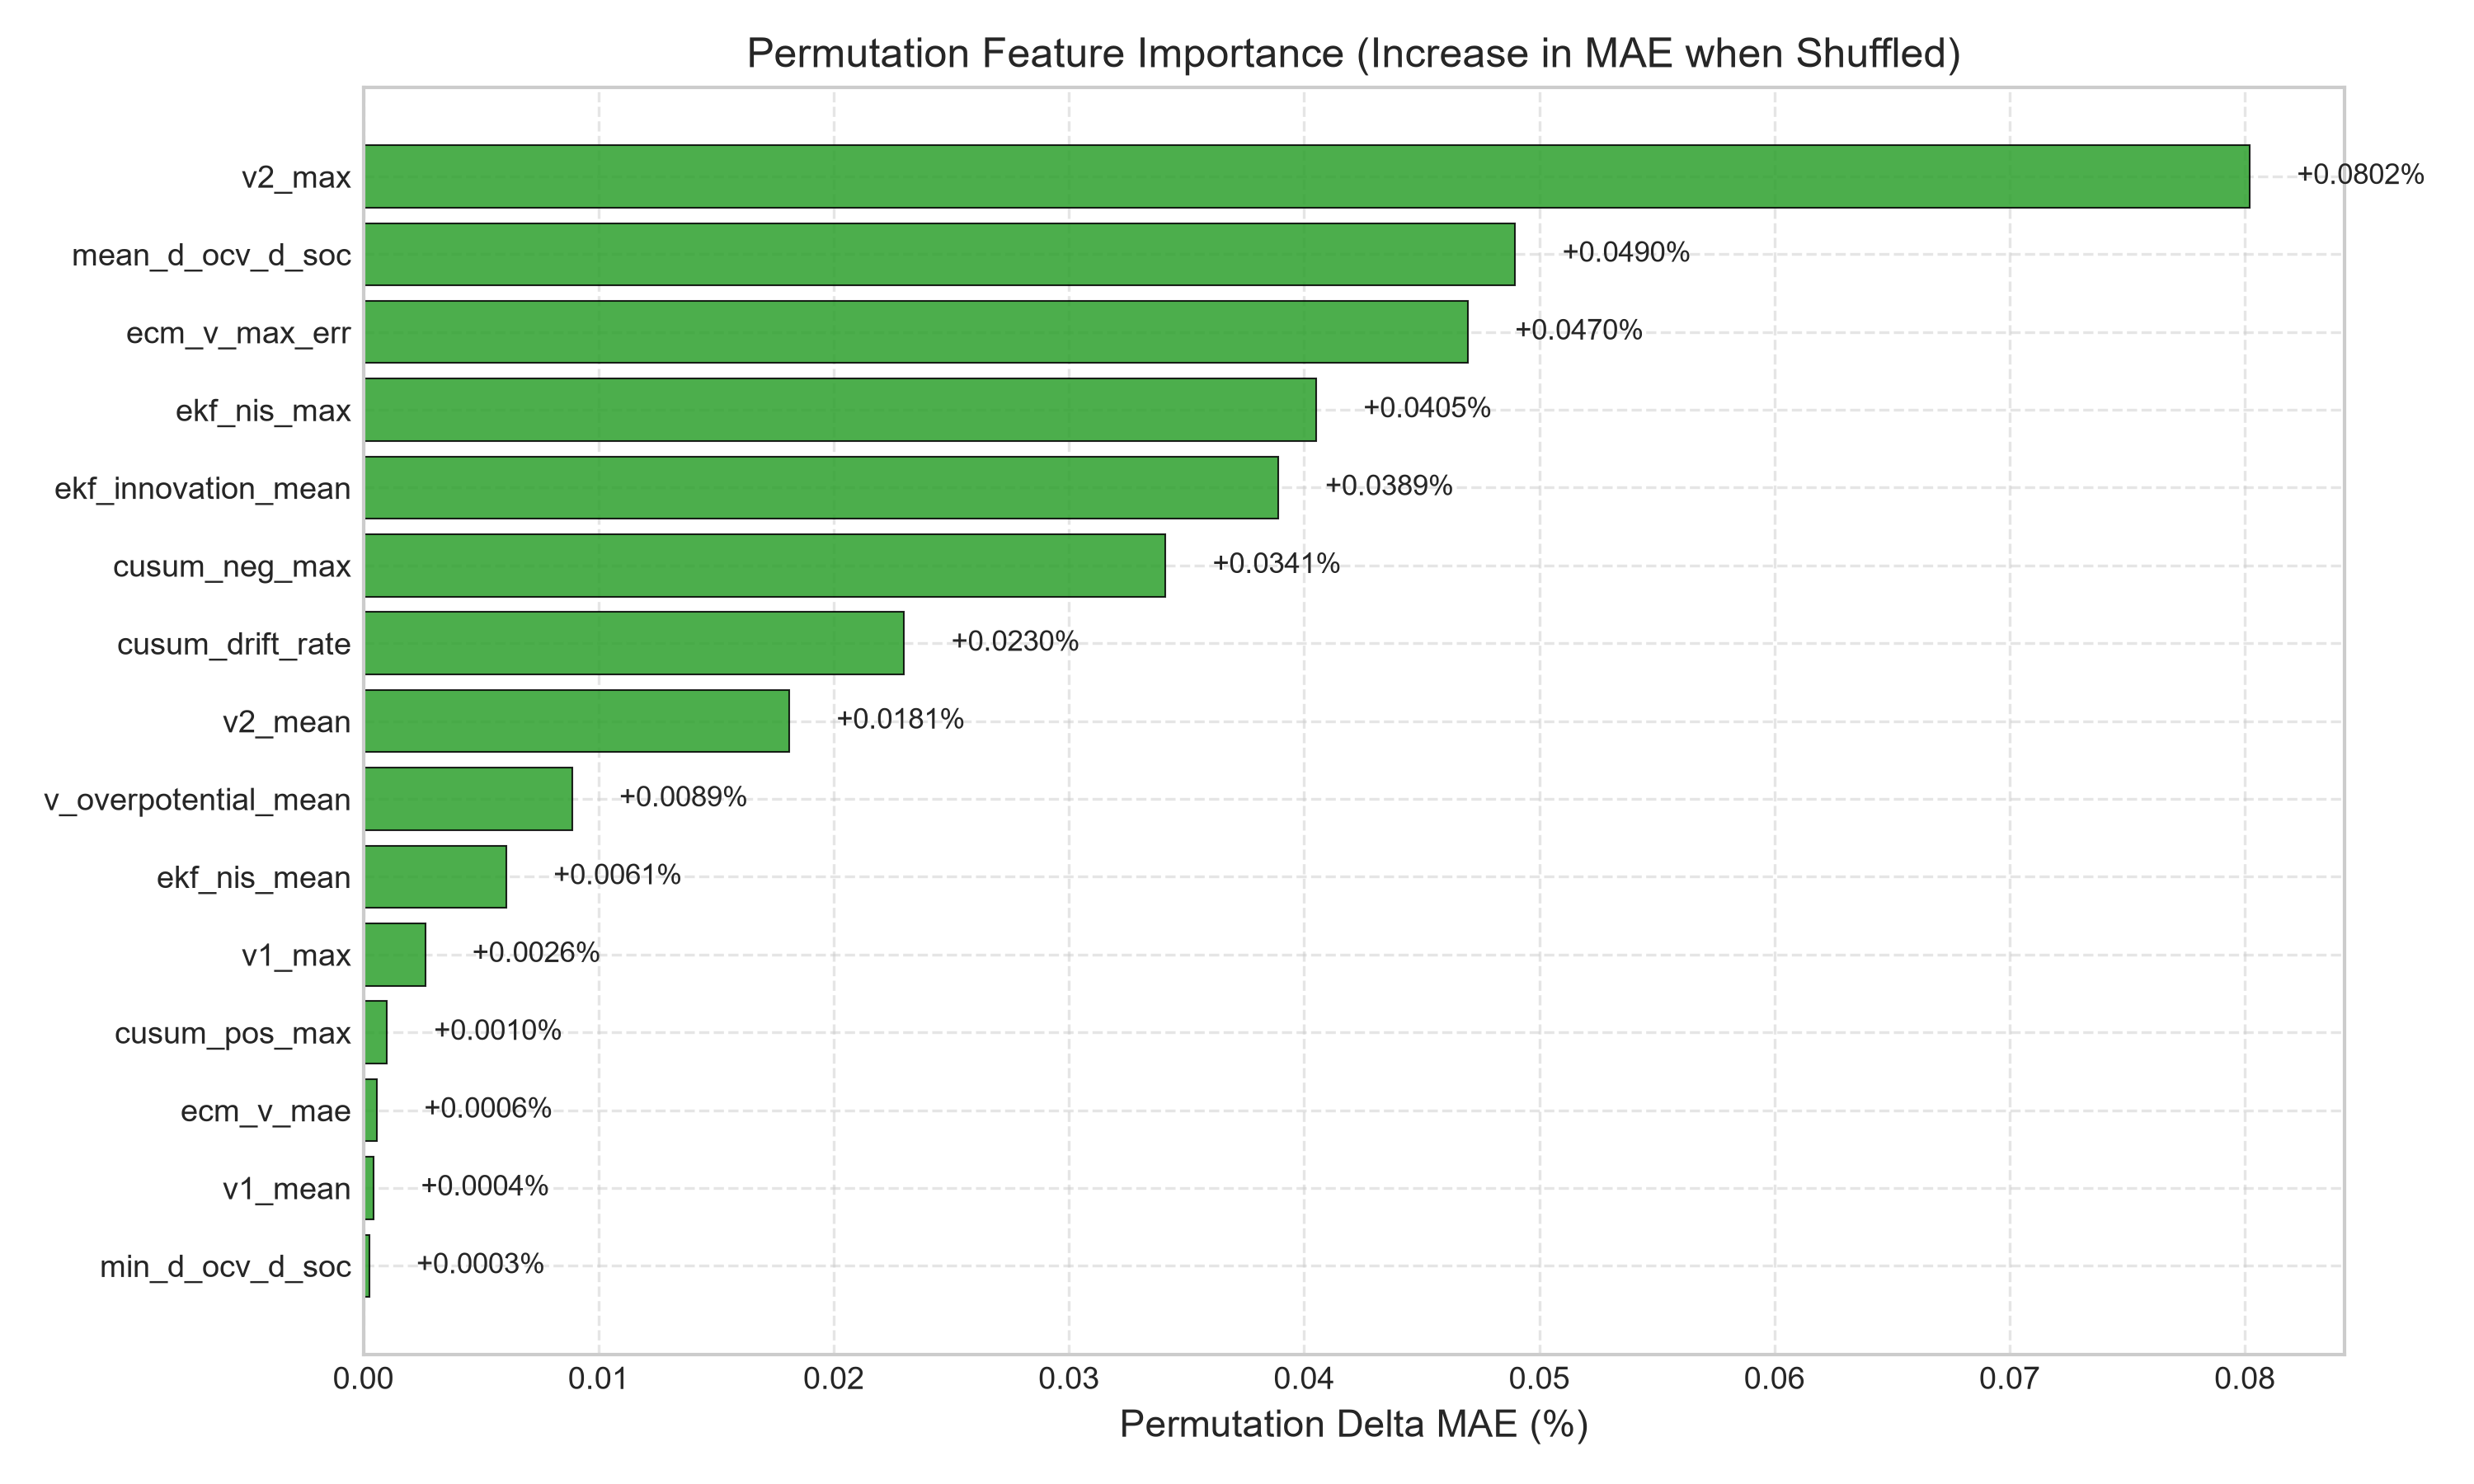 Permutation Feature Importance (Increase in MAE when Shuffled)
v2_max +0.0802%
mean_d_ocv_d_soc +0.0490%
ecm_v_max_err +0.0470%
ekf_nis_max +0.0405%
ekf_innovation_mean +0.0389%
cusum_neg_max +0.0341%
cusum_drift_rate +0.0230%
v2_mean +0.0181%
v_overpotential_mean +0.0089%
ekf_nis_mean +0.0061%
v1_max +0.0026%
cusum_pos_max +0.0010%
ecm_v_mae +0.0006%
v1_mean +0.0004%
min_d_ocv_d_soc +0.0003%
0.00 0.01 0.02 0.03 0.04 0.05 0.06 0.07 0.08
Permutation Delta MAE (%)